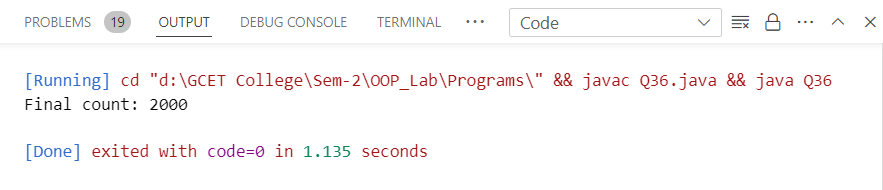 PROBLEMS 19 OUTPUT DEBUG CONSOLE TERMINAL ··· Code ···
[Running] cd "d:\GCET College\Sem-2\OOP_Lab\Programs\" && javac Q36.java && java Q36
Final count: 2000
[Done] exited with code=0 in 1.135 seconds